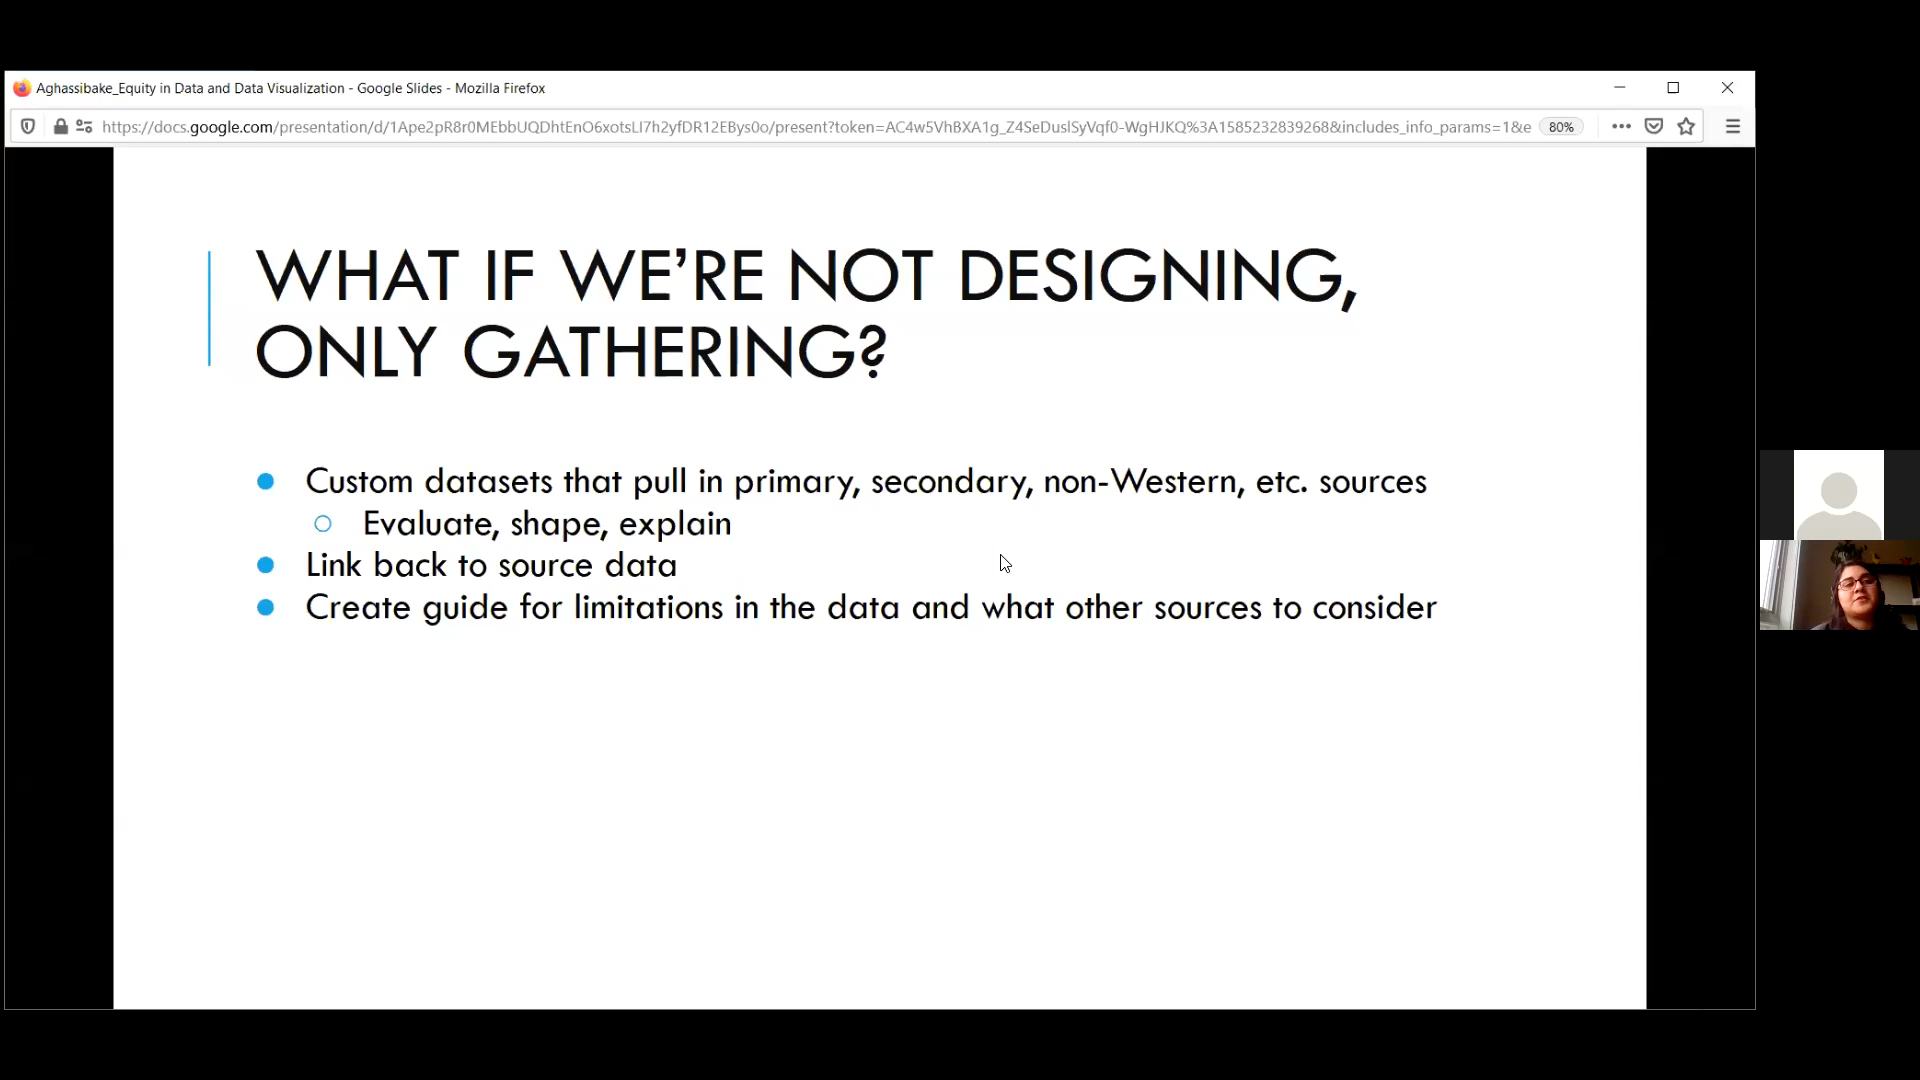 Aghassibake_Equity in Data and Data Visualization - Google Slides - Mozilla Firefox
https://docs.google.com/presentation/d/1Ape2pR8r0MEbbUQDhtEnO6xotsLI7h2yfDR12EBys0o/present?token=AC4w5VhBXA1g_Z4SeDuslSyVqf0-WgHJKQ%3A1585232839268&includes_info_params=1&e 80%
WHAT IF WE’RE NOT DESIGNING,
ONLY GATHERING?
Custom datasets that pull in primary, secondary, non-Western, etc. sources
Evaluate, shape, explain
Link back to source data
Create guide for limitations in the data and what other sources to consider